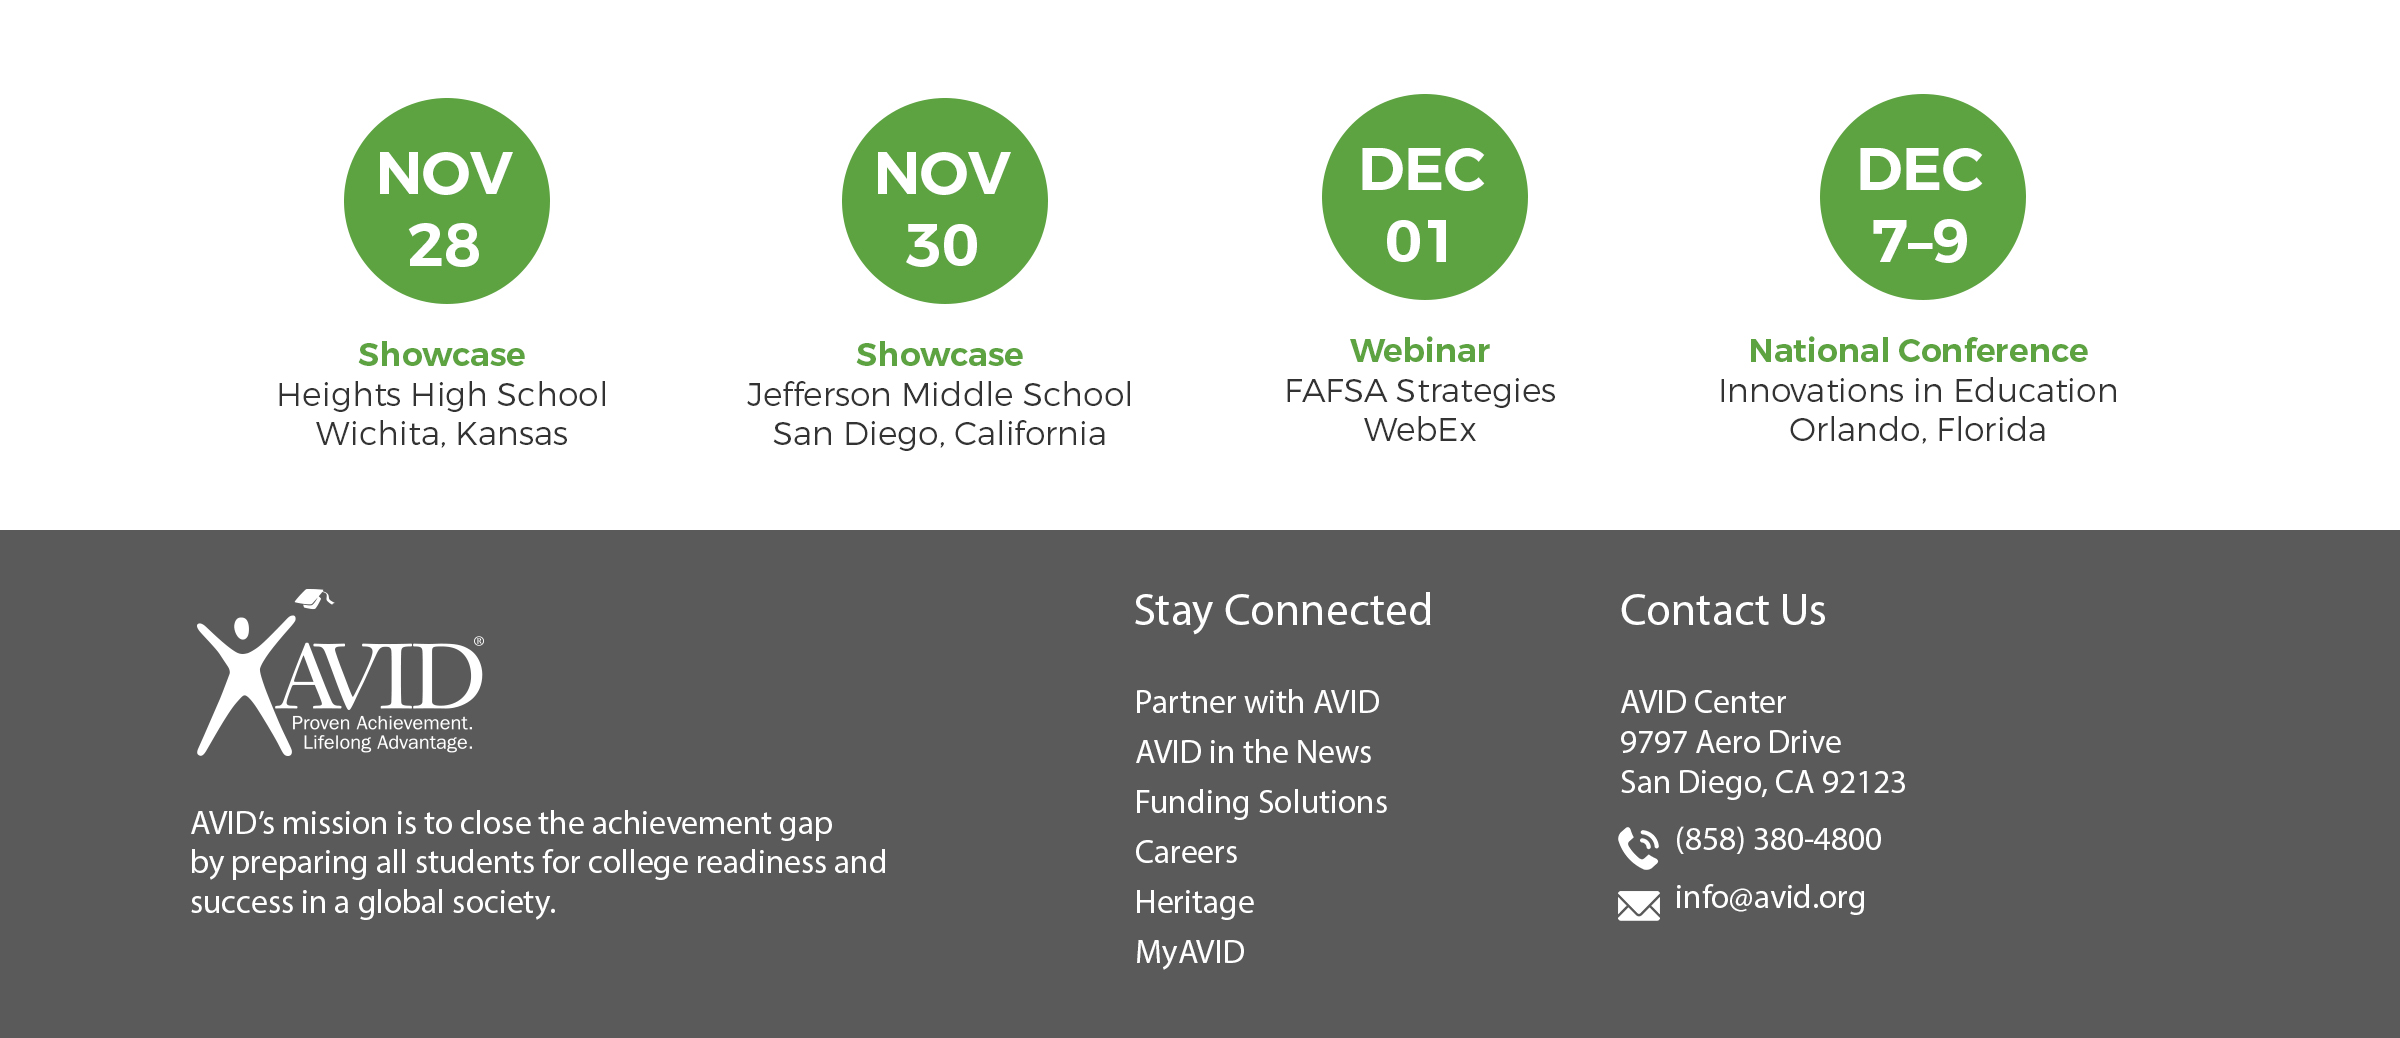 NOV
28
Showcase
Heights High School
Wichita, Kansas
NOV
30
Showcase
Jefferson Middle School
San Diego, California
DEC
01
Webinar
FAFSA Strategies
WebEx
DEC
7–9
National Conference
Innovations in Education
Orlando, Florida
AVID®
Proven Achievement.
Lifelong Advantage.
AVID’s mission is to close the achievement gap
by preparing all students for college readiness and
success in a global society.
Stay Connected
Partner with AVID
AVID in the News
Funding Solutions
Careers
Heritage
MyAVID
Contact Us
AVID Center
9797 Aero Drive
San Diego, CA 92123
(858) 380-4800
info@avid.org